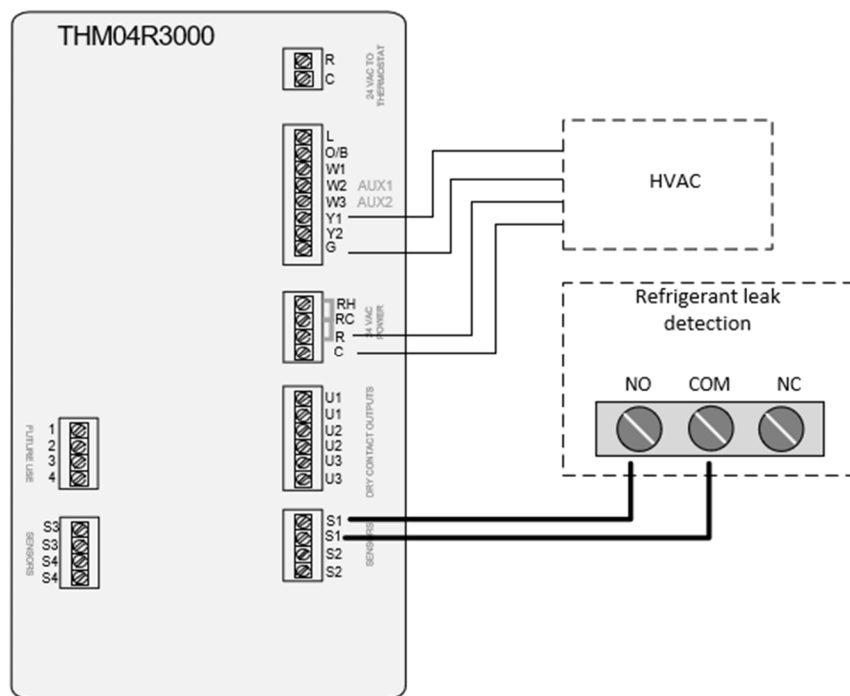 THM04R3000
R
C
24 VAC TO
THERMOSTAT
L
O/B
W1
W2 AUX1
W3 AUX2
Y1
Y2
G
HVAC
RH
RC
R
C
24 VAC
POWER
Refrigerant leak
detection
NO COM NC
U1
U1
U2
U2
U3
U3
DRY CONTACT OUTPUTS
1
2
3
4
FUTURE USE
S1
S1
S2
S2
SENSORS
S3
S3
S4
S4
SENSORS